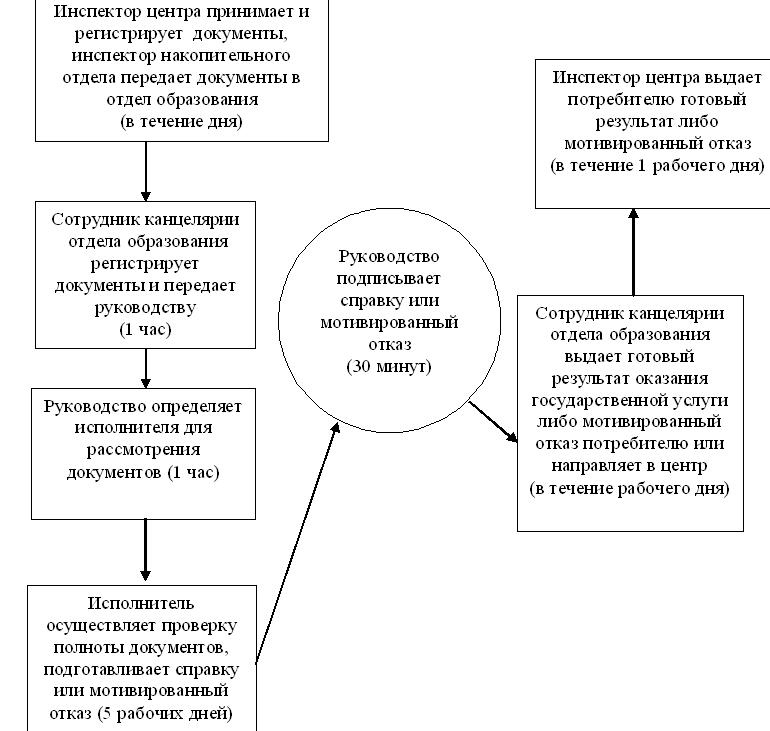 Инспектор центра принимает и
регистрирует документы,
инспектор накопительного
отдела передает документы в
отдел образования
(в течение дня)
Сотрудник канцелярии
отдела образования
регистрирует
документы и передает
руководству
(1 час)
Руководство определяет
исполнителя для
рассмотрения
документов (1 час)
Исполнитель
осуществляет проверку
полноты документов,
подготавливает справку
или мотивированный
отказ (5 рабочих дней)
Руководство
подписывает
справку или
мотивированный
отказ
(30 минут)
Сотрудник канцелярии
отдела образования
выдает готовый
результат оказания
государственной услуги
либо мотивированный
отказ потребителю или
направляет в центр
(в течение рабочего дня)
Инспектор центра выдает
потребителю готовый
результат либо
мотивированный отказ
(в течение 1 рабочего дня)